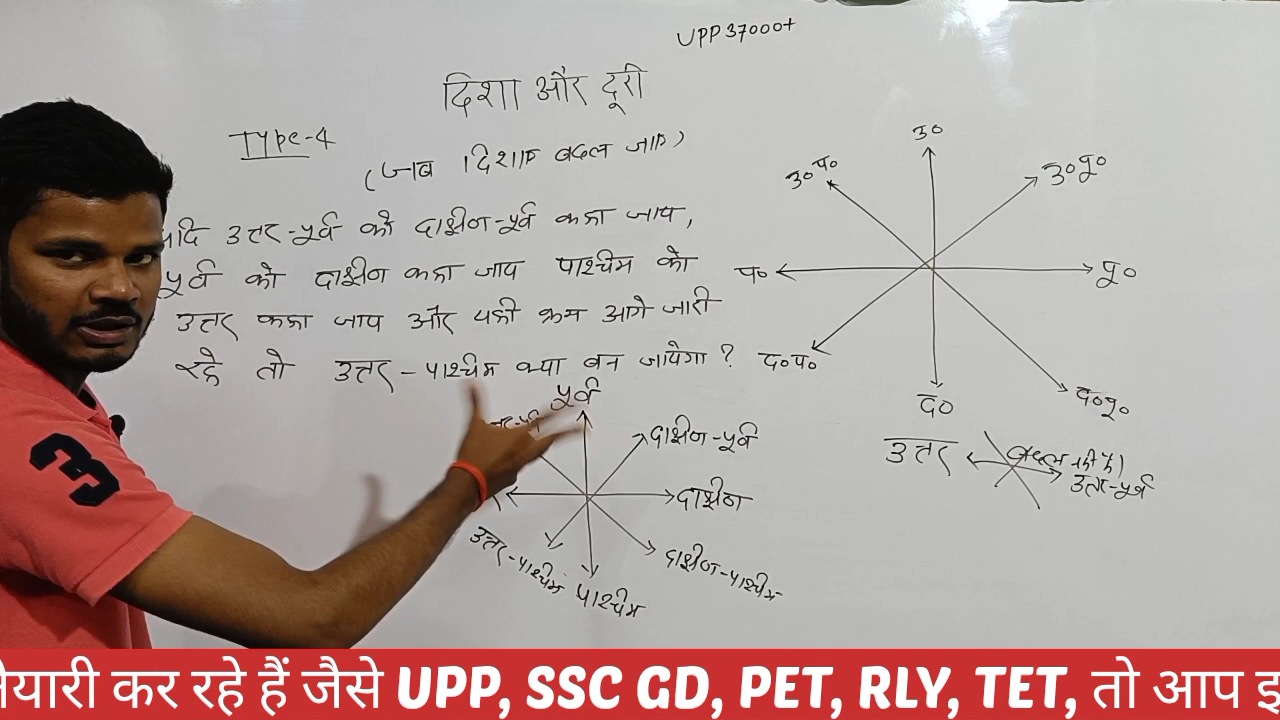 UPP 37000+
दिशा और दूरी
Type-4
(जब दिशाए बदल जाए)
यदि उत्तर-पूर्व को दक्षिण-पूर्व कहा जाय,
पूर्व को दक्षिण कहा जाय पश्चिम को
उत्तर कहा जाय और यही क्रम आगे जारी
रहे तो उत्तर-पश्चिम क्या बन जायेगा?
उ०
उ०प०
उ०पू०
प०
पू०
द०प०
द०
द०पू०
पूर्व
दक्षिण-पूर्व
दक्षिण
दक्षिण-पश्चिम
पश्चिम
उत्तर-पश्चिम
उत्तर
उत्तर-पूर्व
कर रहे हैं जैसे UPP, SSC GD, PET, RLY, TET, तो आप